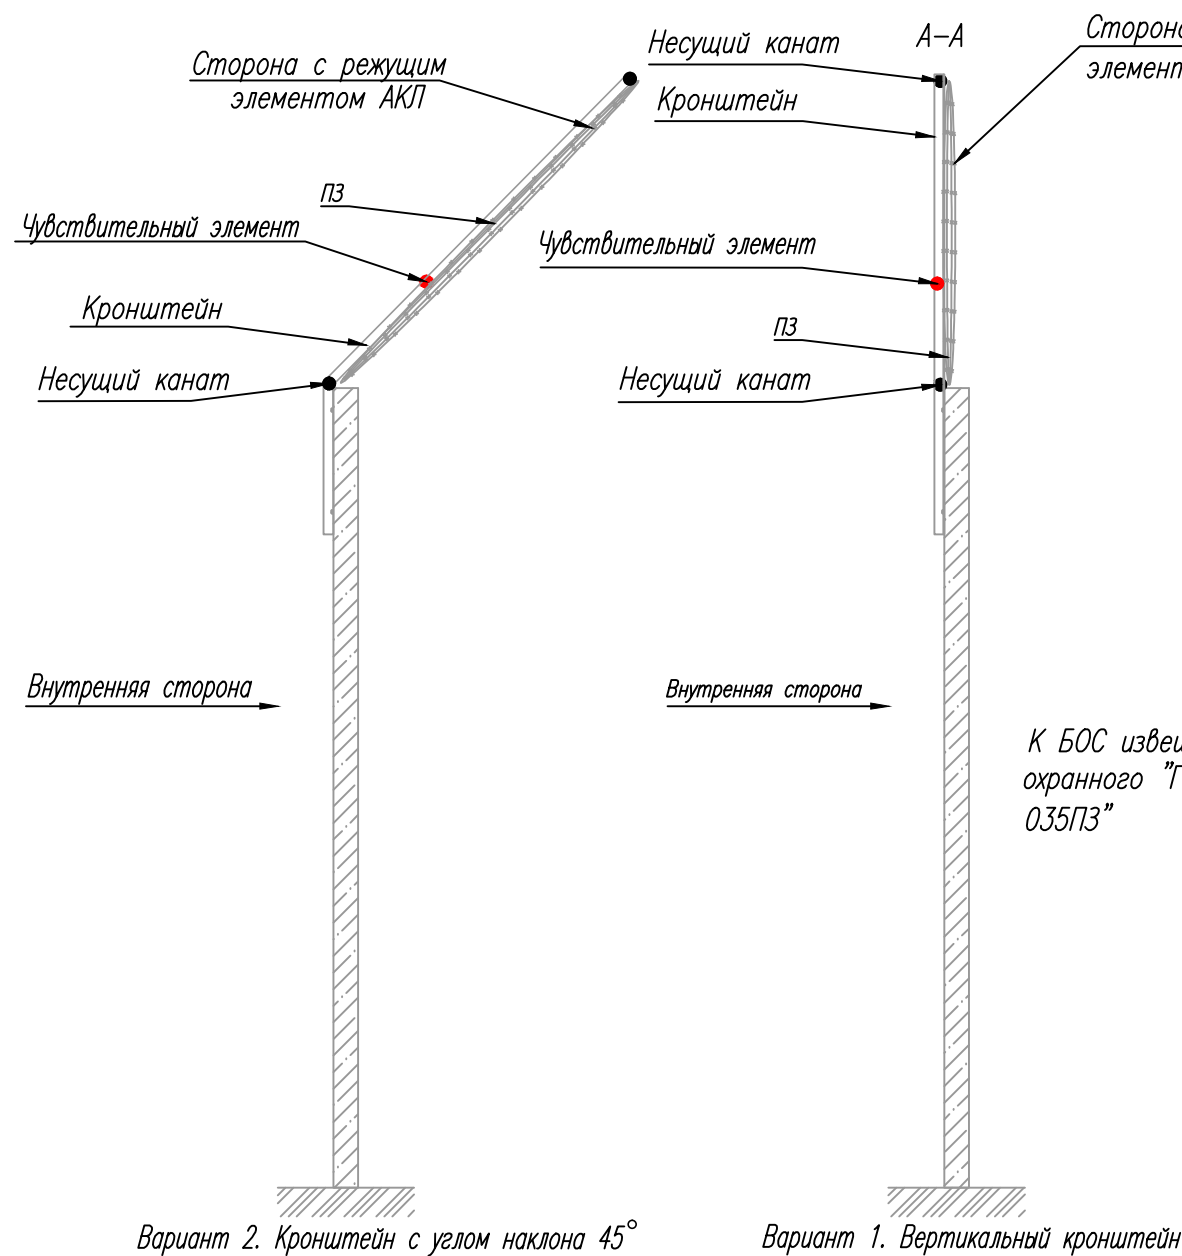 Сторона с режущим
элементом АКЛ
ПЗ
Чувствительный элемент
Кронштейн
Несущий канат
Внутренняя сторона
Вариант 2. Кронштейн с углом наклона 45°
А-А
Несущий канат
Кронштейн
Сторона
элемент
Чувствительный элемент
ПЗ
Несущий канат
Внутренняя сторона
К БОС
охранного
035ПЗ"
Вариант 1. Вертикальный кронштейн